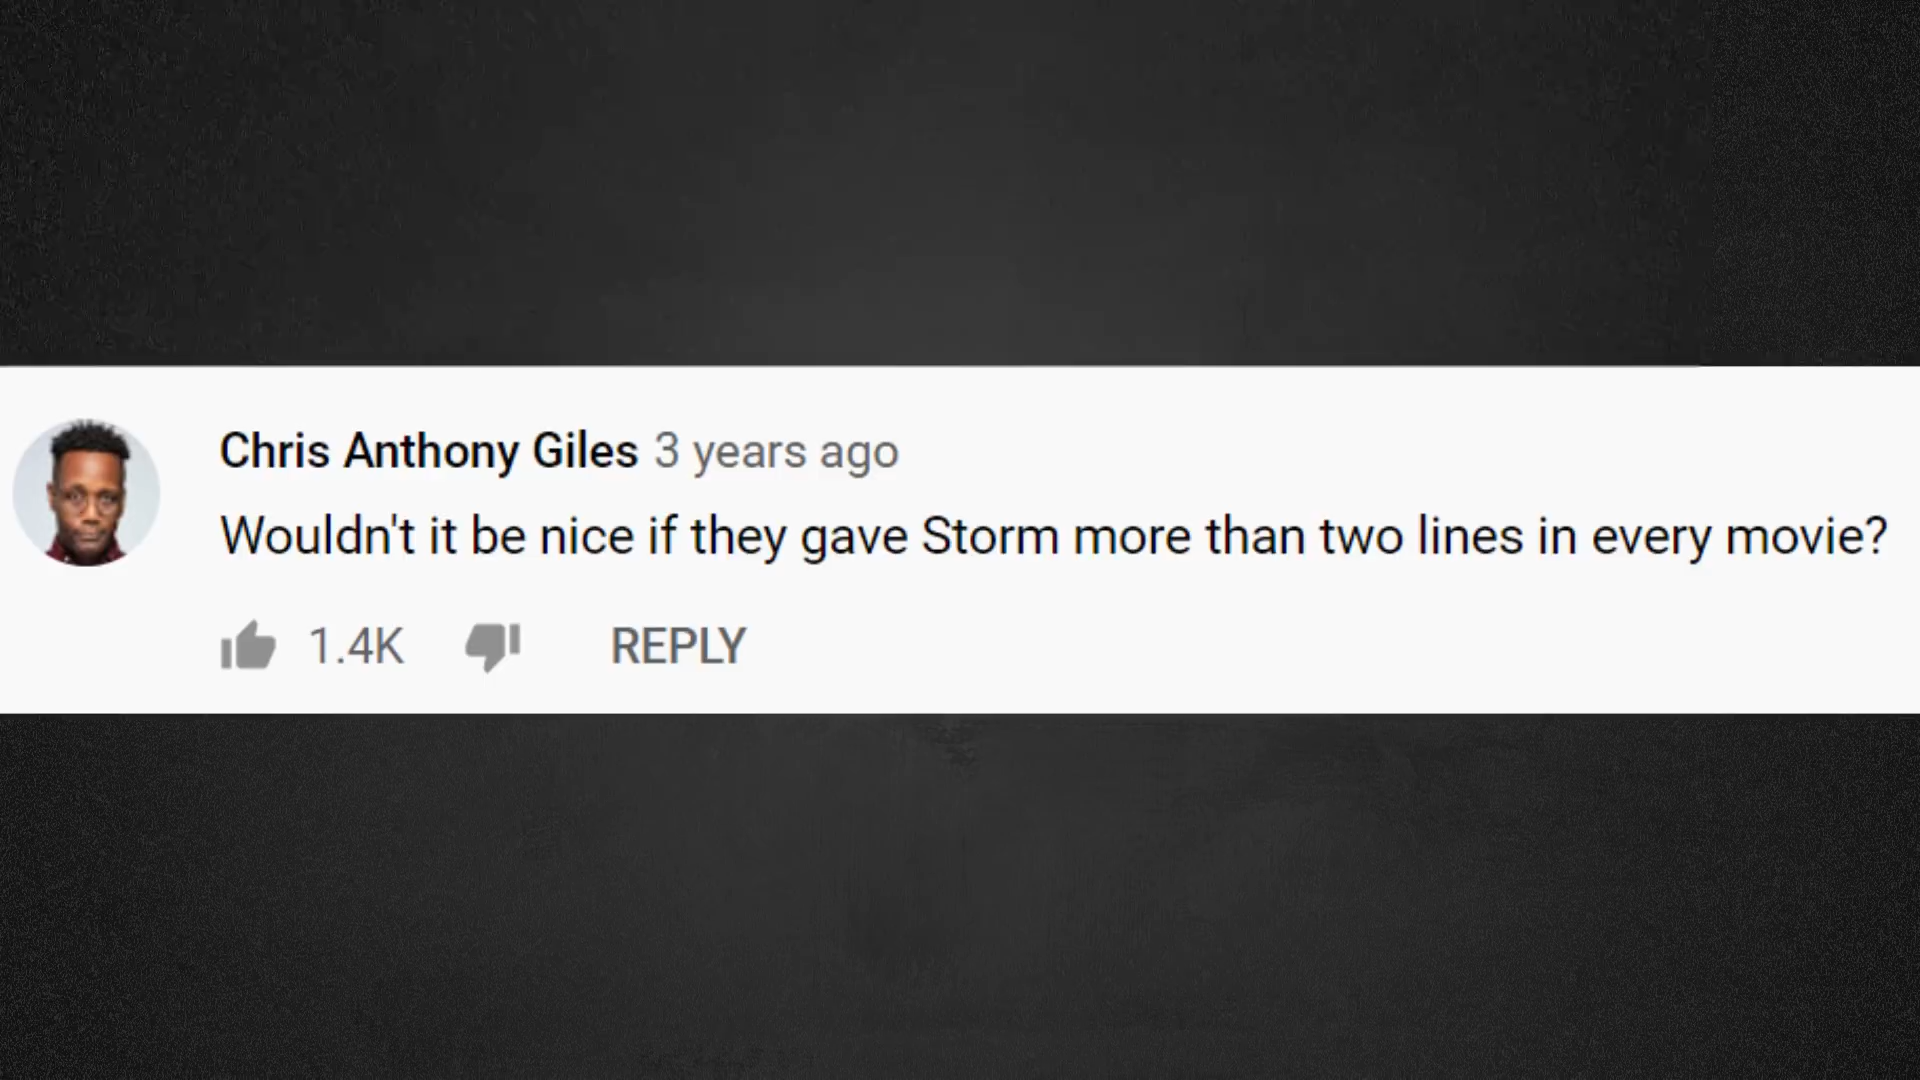 Chris Anthony Giles 3 years ago
Wouldn't it be nice if they gave Storm more than two lines in every movie?
1.4K REPLY